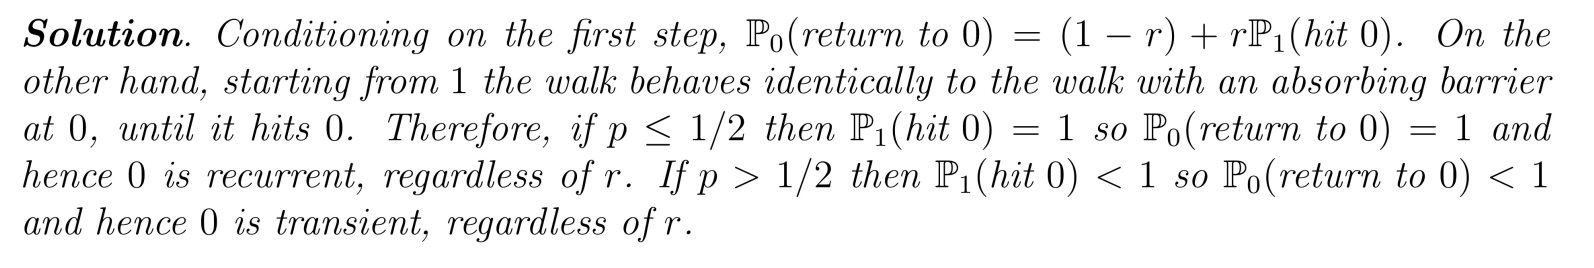 Solution. Conditioning on the first step, ℙ₀(return to 0) = (1 − r) + rℙ₁(hit 0). On the
other hand, starting from 1 the walk behaves identically to the walk with an absorbing barrier
at 0, until it hits 0. Therefore, if p ≤ 1/2 then ℙ₁(hit 0) = 1 so ℙ₀(return to 0) = 1 and
hence 0 is recurrent, regardless of r. If p > 1/2 then ℙ₁(hit 0) < 1 so ℙ₀(return to 0) < 1
and hence 0 is transient, regardless of r.